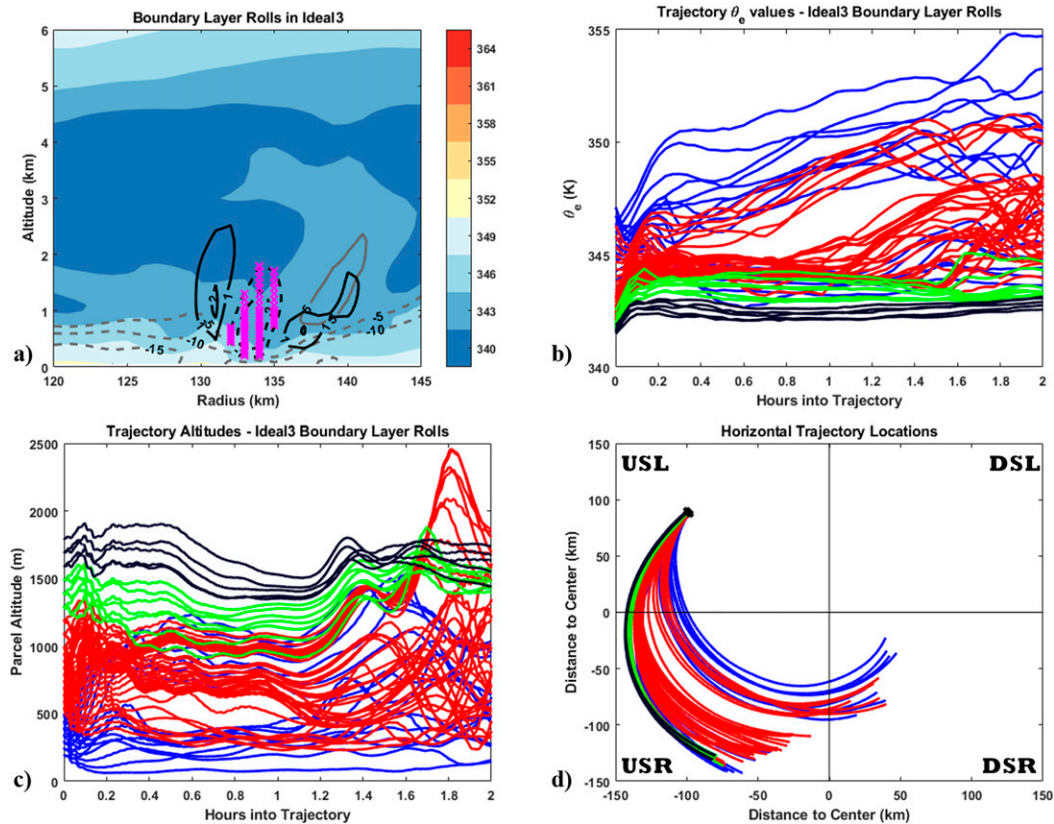 Boundary Layer Rolls in Ideal3
6
5
4
3
2
1
0
Altitude (km)
-15
-10
-5
-10
1
2
1
-5
-10
120 125 130 135 140 145
Radius (km)
364
361
358
355
352
349
346
343
340
a)
Trajectory θe values - Ideal3 Boundary Layer Rolls
355
350
345
340
θe (K)
0 0.2 0.4 0.6 0.8 1 1.2 1.4 1.6 1.8 2
Hours into Trajectory
b)
Trajectory Altitudes - Ideal3 Boundary Layer Rolls
2500
2000
1500
1000
500
0
Parcel Altitude (m)
0 0.2 0.4 0.6 0.8 1 1.2 1.4 1.6 1.8 2
Hours into Trajectory
c)
Horizontal Trajectory Locations
150
100
50
0
-50
-100
-150
Distance to Center (km)
USL DSL
USR DSR
-150 -100 -50 0 50 100 150
Distance to Center (km)
d)